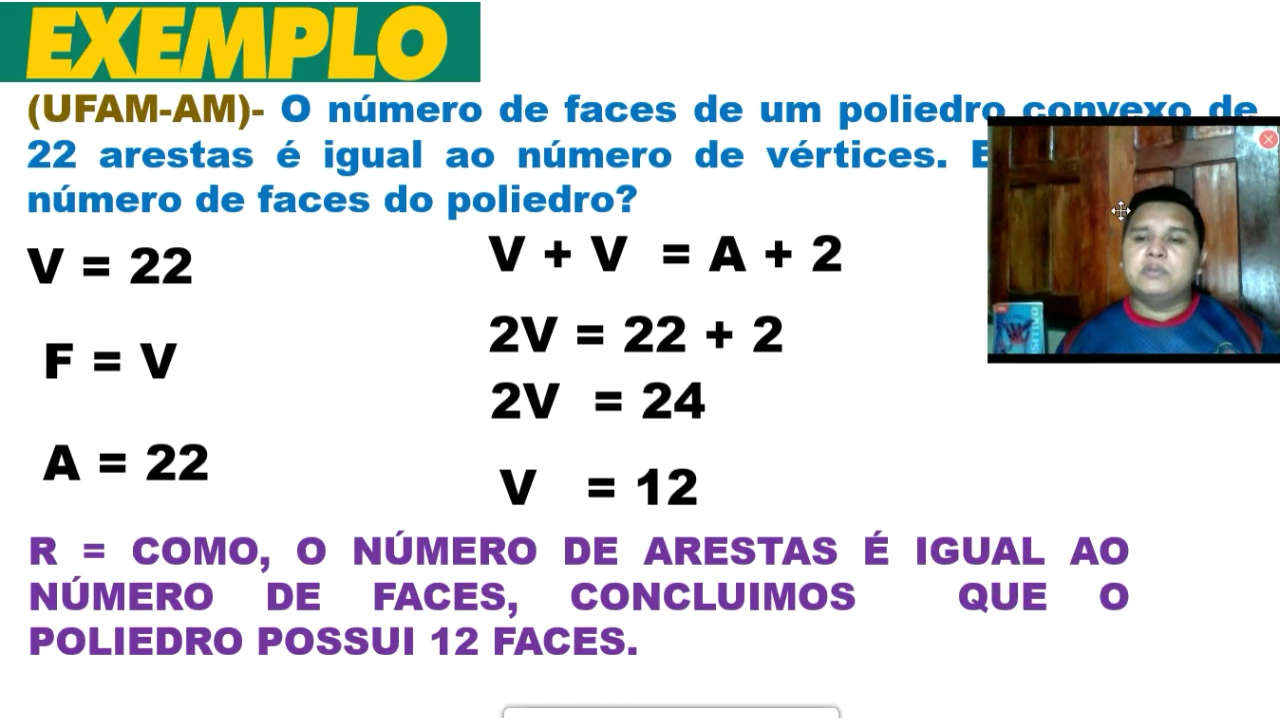 EXEMPLO
(UFAM-AM)- O número de faces de um poliedro convexo de
22 arestas é igual ao número de vértices.
número de faces do poliedro?
V = 22
F = V
A = 22
V + V = A + 2
2V = 22 + 2
2V = 24
V = 12
R = COMO, O NÚMERO DE ARESTAS É IGUAL AO
NÚMERO DE FACES, CONCLUIMOS QUE O
POLIEDRO POSSUI 12 FACES.